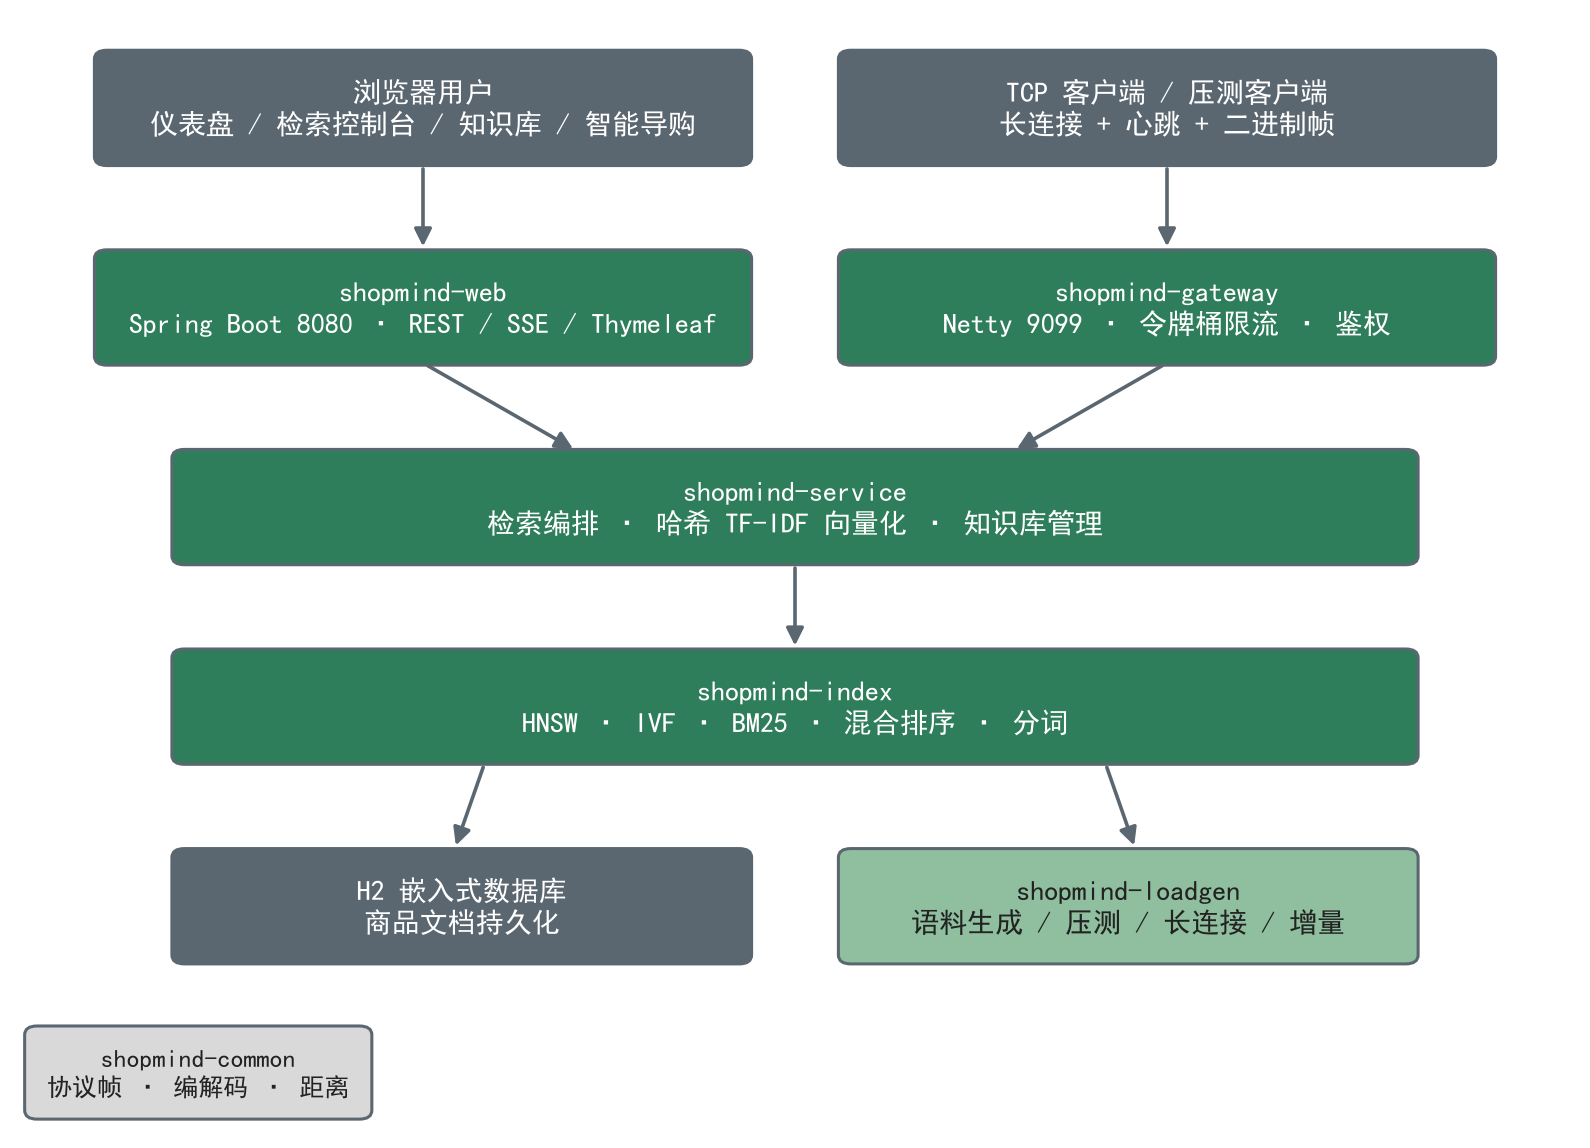 浏览器用户
仪表盘 / 检索控制台 / 知识库 / 智能导购
TCP 客户端 / 压测客户端
长连接 + 心跳 + 二进制帧
shopmind-web
Spring Boot 8080 · REST / SSE / Thymeleaf
shopmind-gateway
Netty 9099 · 令牌桶限流 · 鉴权
shopmind-service
检索编排 · 哈希 TF-IDF 向量化 · 知识库管理
shopmind-index
HNSW · IVF · BM25 · 混合排序 · 分词
H2 嵌入式数据库
商品文档持久化
shopmind-loadgen
语料生成 / 压测 / 长连接 / 增量
shopmind-common
协议帧 · 编解码 · 距离